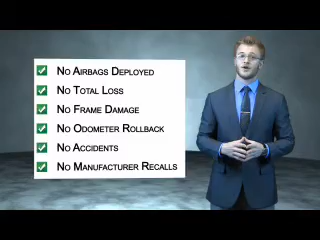 No Airbags Deployed
No Total Loss
No Frame Damage
No Odometer Rollback
No Accidents
No Manufacturer Recalls